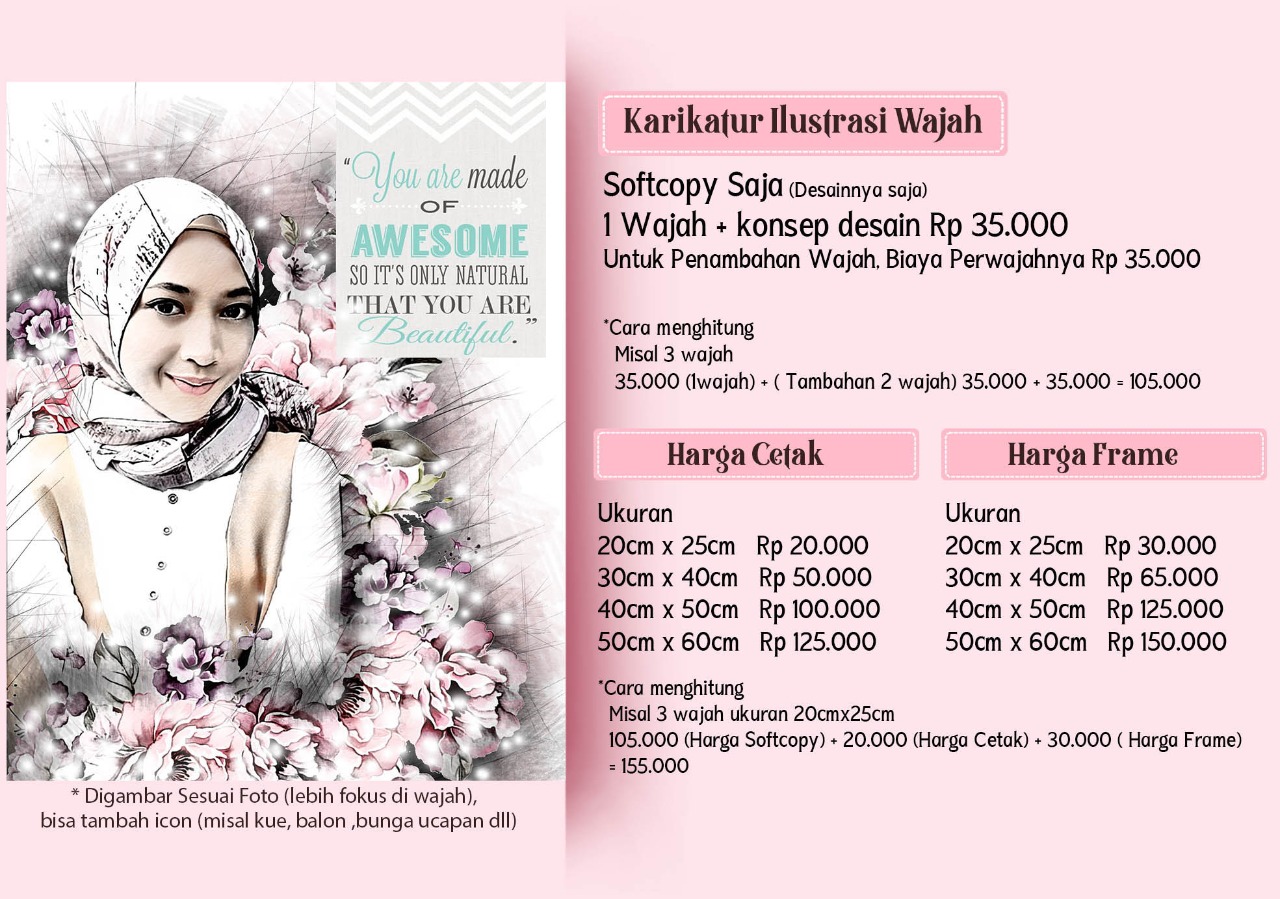 “You are made
OF
AWESOME
SO IT'S ONLY NATURAL
THAT YOU ARE
Beautiful.”
* Digambar Sesuai Foto (lebih fokus di wajah),
bisa tambah icon (misal kue, balon ,bunga ucapan dll)
Karikatur Ilustrasi Wajah
Softcopy Saja (Desainnya saja)
1 Wajah + konsep desain Rp 35.000
Untuk Penambahan Wajah, Biaya Perwajahnya Rp 35.000
*Cara menghitung
Misal 3 wajah
35.000 (1wajah) + ( Tambahan 2 wajah) 35.000 + 35.000 = 105.000
Harga Cetak
Ukuran
20cm x 25cm Rp 20.000
30cm x 40cm Rp 50.000
40cm x 50cm Rp 100.000
50cm x 60cm Rp 125.000
Harga Frame
Ukuran
20cm x 25cm Rp 30.000
30cm x 40cm Rp 65.000
40cm x 50cm Rp 125.000
50cm x 60cm Rp 150.000
*Cara menghitung
Misal 3 wajah ukuran 20cmx25cm
105.000 (Harga Softcopy) + 20.000 (Harga Cetak) + 30.000 ( Harga Frame)
= 155.000